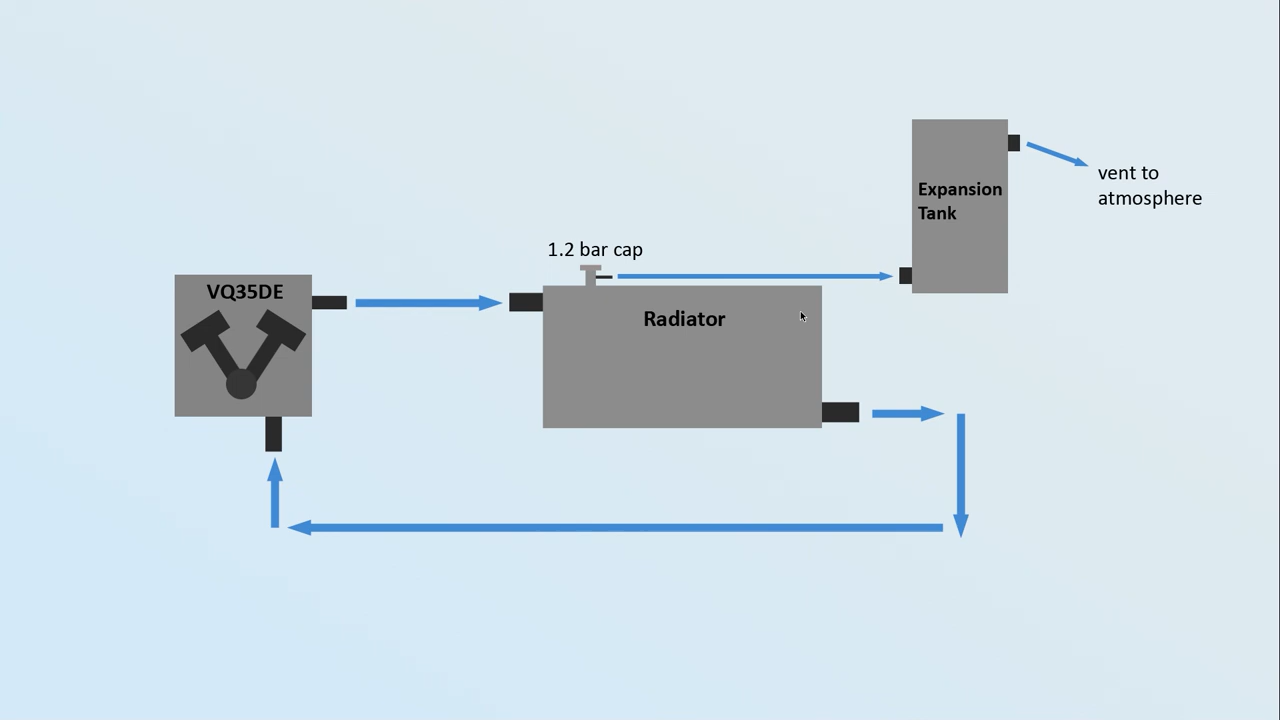 vent to
atmosphere
Expansion
Tank
1.2 bar cap
VQ35DE
Radiator